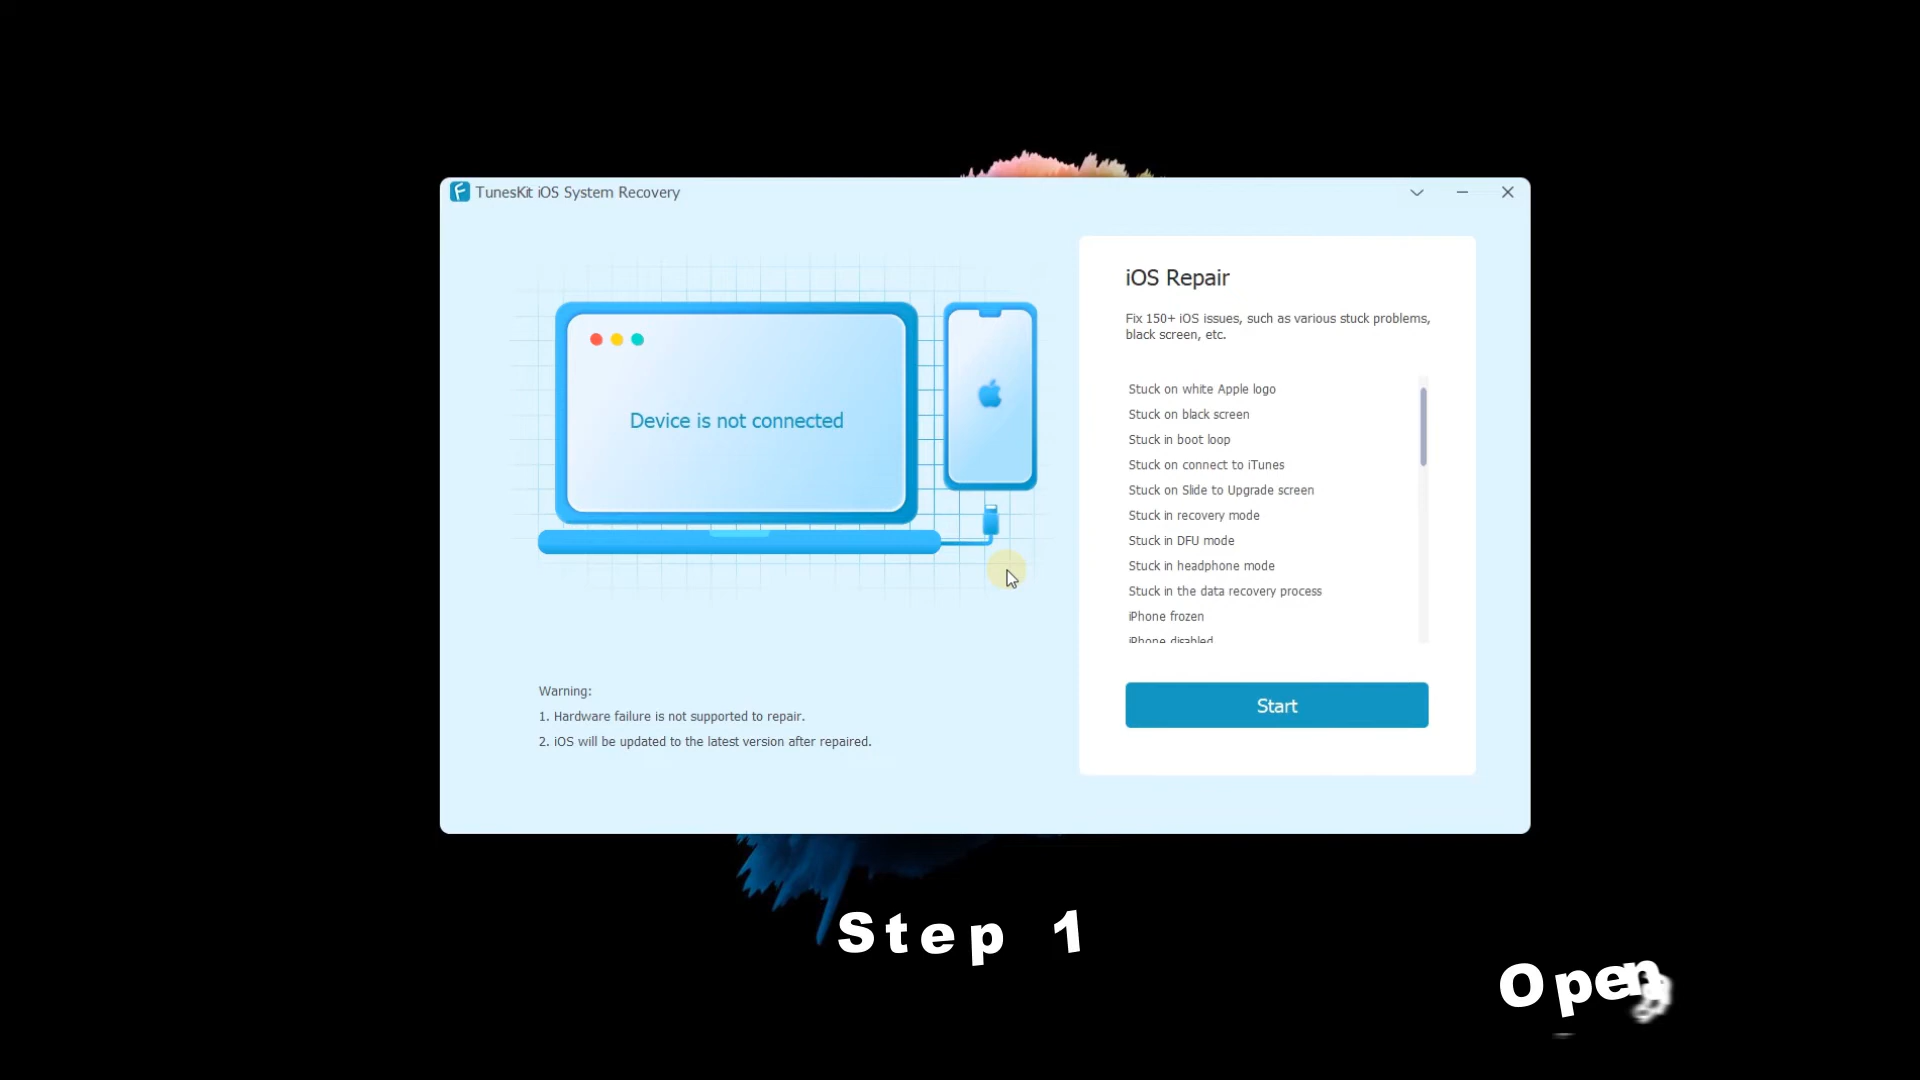 TunesKit iOS System Recovery
iOS Repair
Fix 150+ iOS issues, such as various stuck problems,
black screen, etc.
Device is not connected
Stuck on white Apple logo
Stuck on black screen
Stuck in boot loop
Stuck on connect to iTunes
Stuck on Slide to Upgrade screen
Stuck in recovery mode
Stuck in DFU mode
Stuck in headphone mode
Stuck in the data recovery process
iPhone frozen
iPhone disabled
Start
Warning:
1. Hardware failure is not supported to repair.
2. iOS will be updated to the latest version after repaired.
Step 1
Open